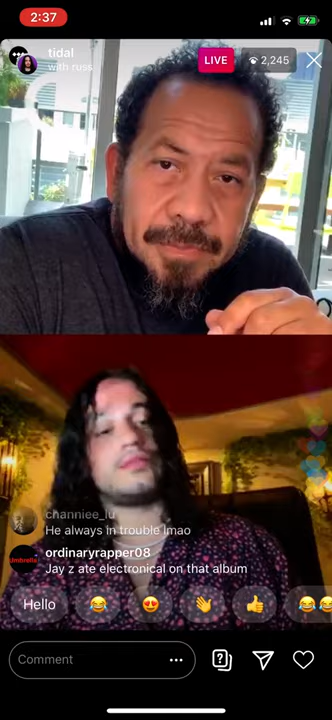 2:37
tidal
with russ
LIVE
2,245
channiee_lu
He always in trouble lmao
Umbrella
ordinaryrapper08
Jay z ate electronical on that album
Hello
Comment